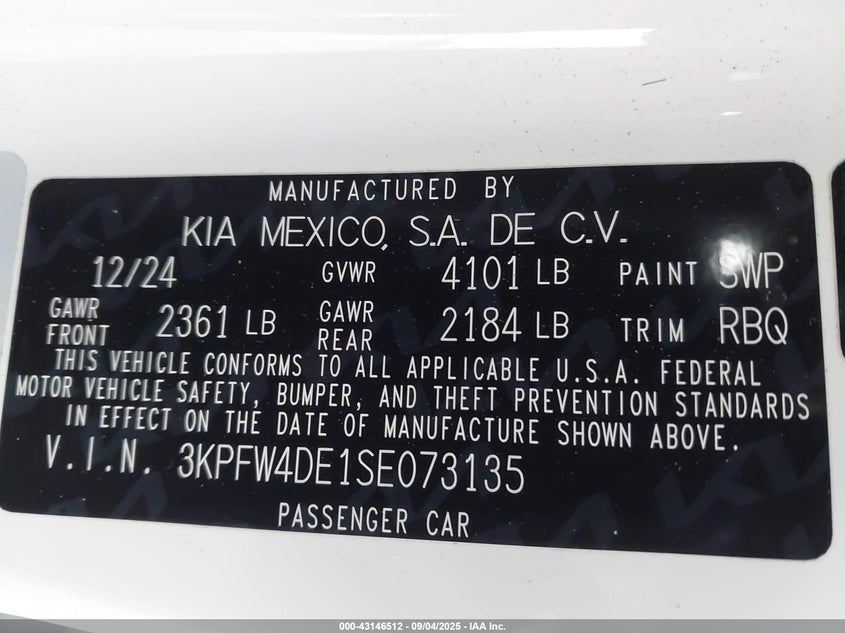 MANUFACTURED BY
KIA MEXICO, S.A. DE C.V.
12/24 GVWR 4101 LB PAINT SWP
GAWR FRONT 2361 LB GAWR REAR 2184 LB TRIM RBQ
THIS VEHICLE CONFORMS TO ALL APPLICABLE U.S.A. FEDERAL
MOTOR VEHICLE SAFETY, BUMPER, AND THEFT PREVENTION STANDARDS
IN EFFECT ON THE DATE OF MANUFACTURE SHOWN ABOVE.
V.I.N. 3KPFW4DE1SE073135
PASSENGER CAR
000-43146512 - 09/04/2025 - IAA Inc.